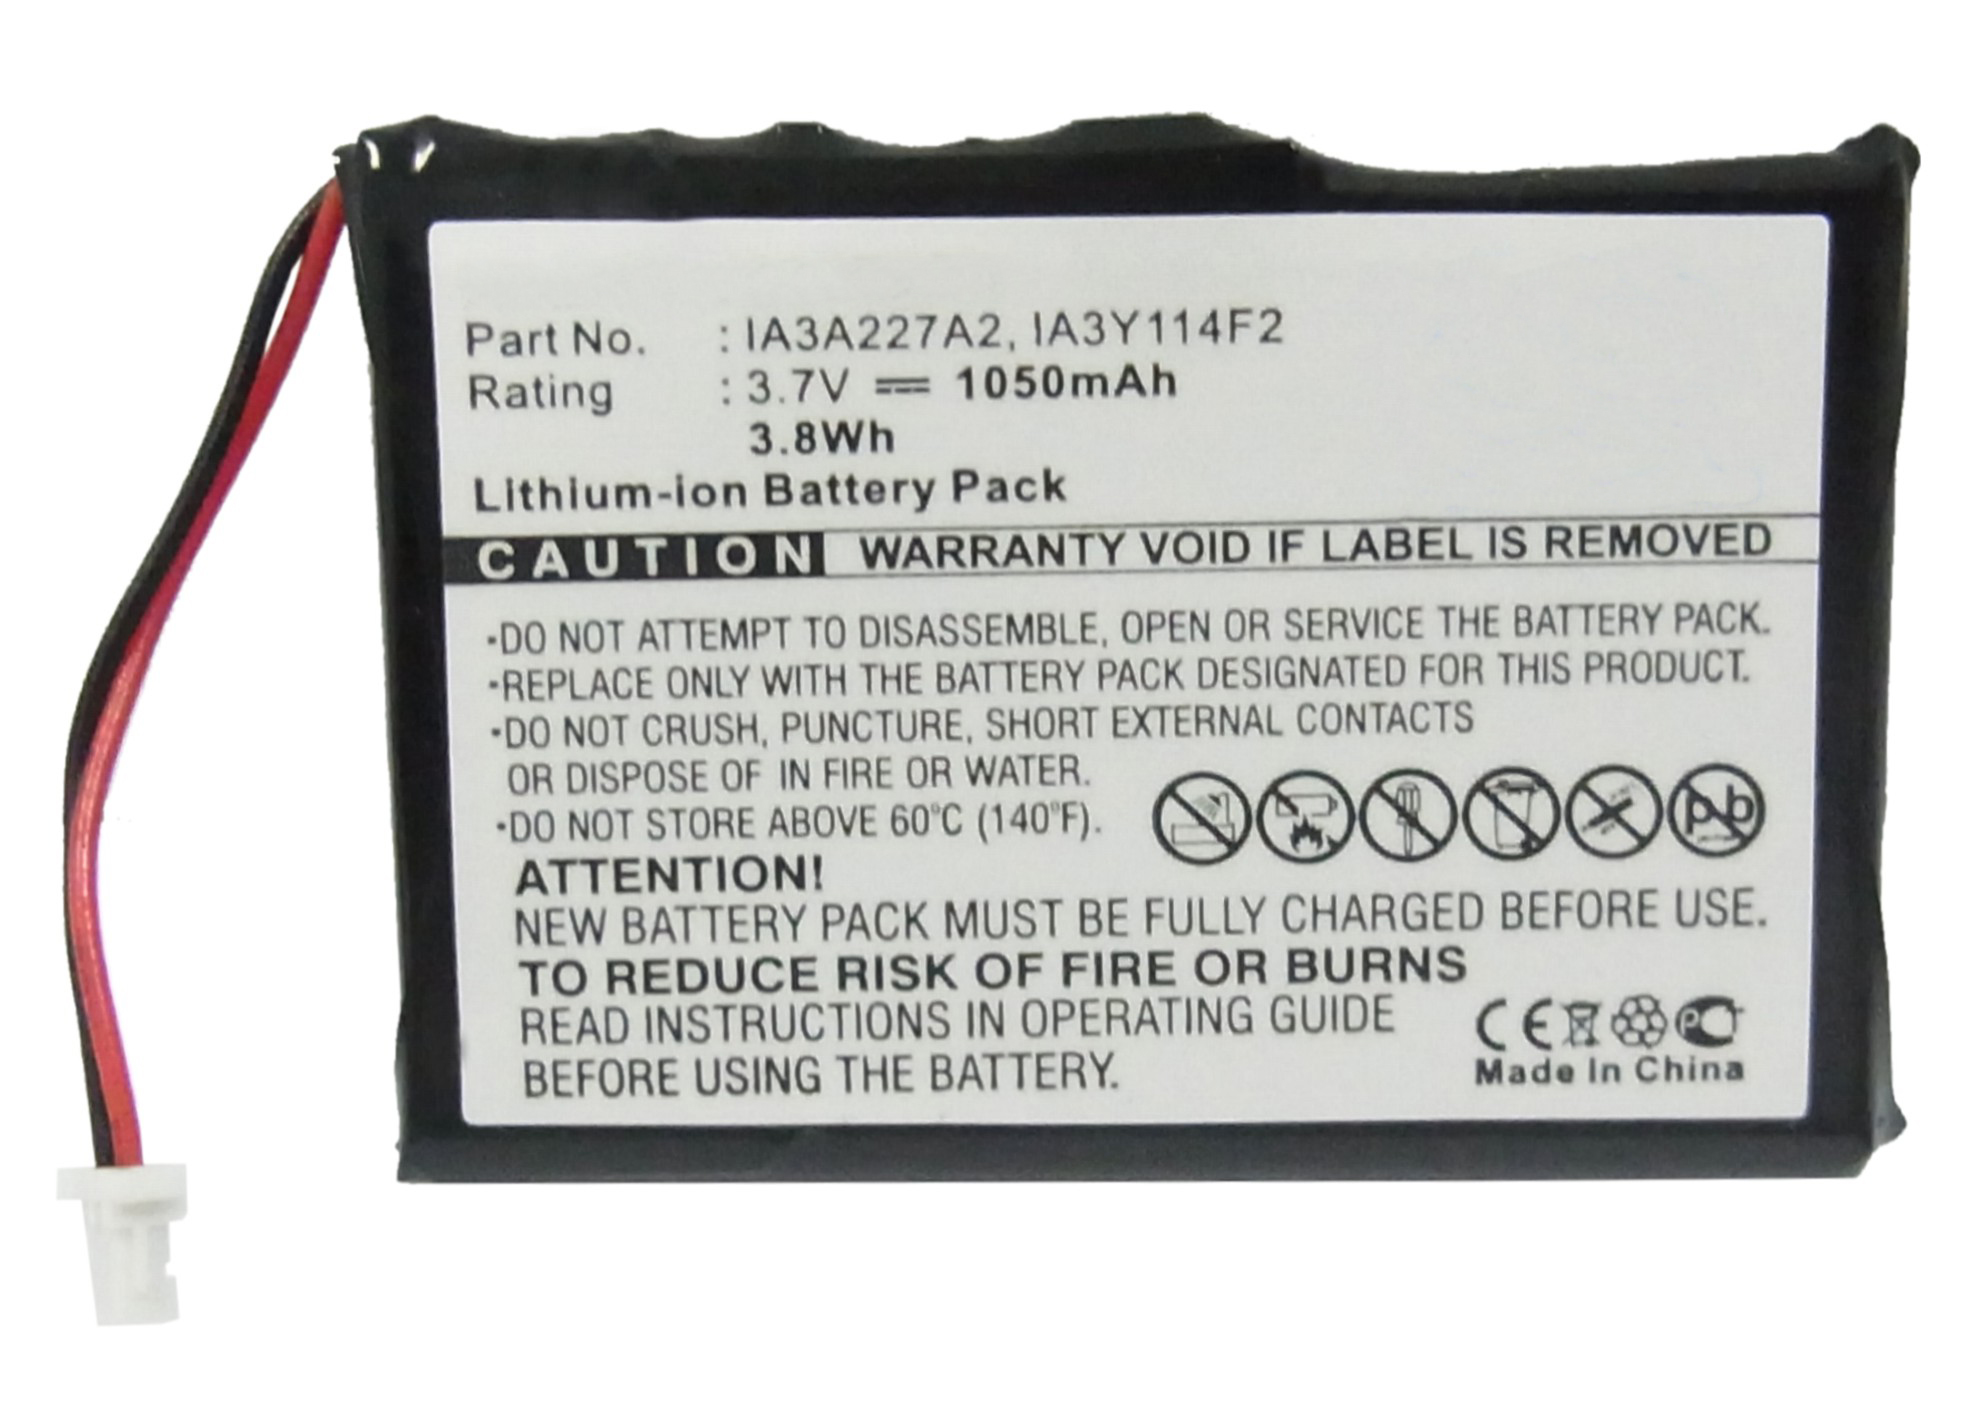 Part No. : IA3A227A2, IA3Y114F2
Rating : 3.7V ⎓ 1050mAh
3.8Wh
Lithium-ion Battery Pack
CAUTION WARRANTY VOID IF LABEL IS REMOVED
·DO NOT ATTEMPT TO DISASSEMBLE, OPEN OR SERVICE THE BATTERY PACK.
·REPLACE ONLY WITH THE BATTERY PACK DESIGNATED FOR THIS PRODUCT.
·DO NOT CRUSH, PUNCTURE, SHORT EXTERNAL CONTACTS
OR DISPOSE OF IN FIRE OR WATER.
·DO NOT STORE ABOVE 60°C (140°F).
pb
ATTENTION!
NEW BATTERY PACK MUST BE FULLY CHARGED BEFORE USE.
TO REDUCE RISK OF FIRE OR BURNS
READ INSTRUCTIONS IN OPERATING GUIDE
BEFORE USING THE BATTERY.
CE
Made In China